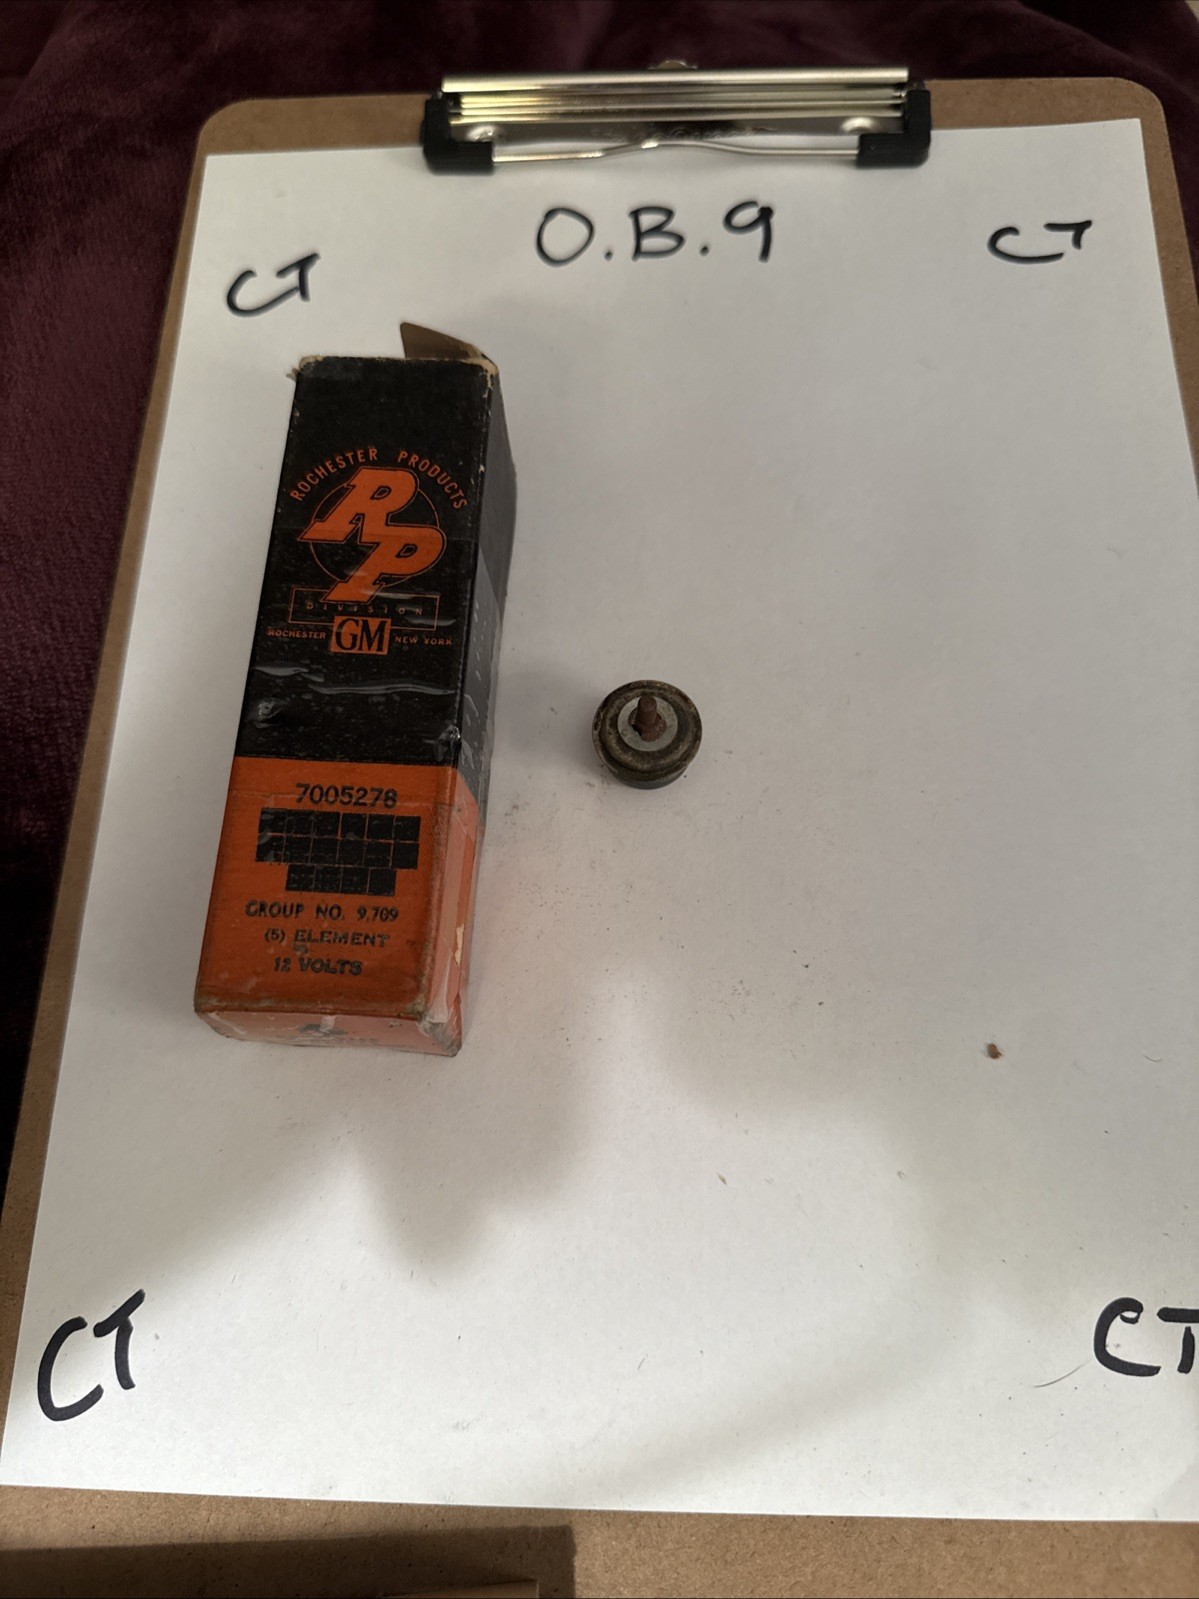 O.B.9
CT
CT
ROCHESTER PRODUCTS
RP
DIVISION
ROCHESTER GM NEW YORK
7005278
GROUP NO. 9,709
(5) ELEMENT
12 VOLTS
CT
CT